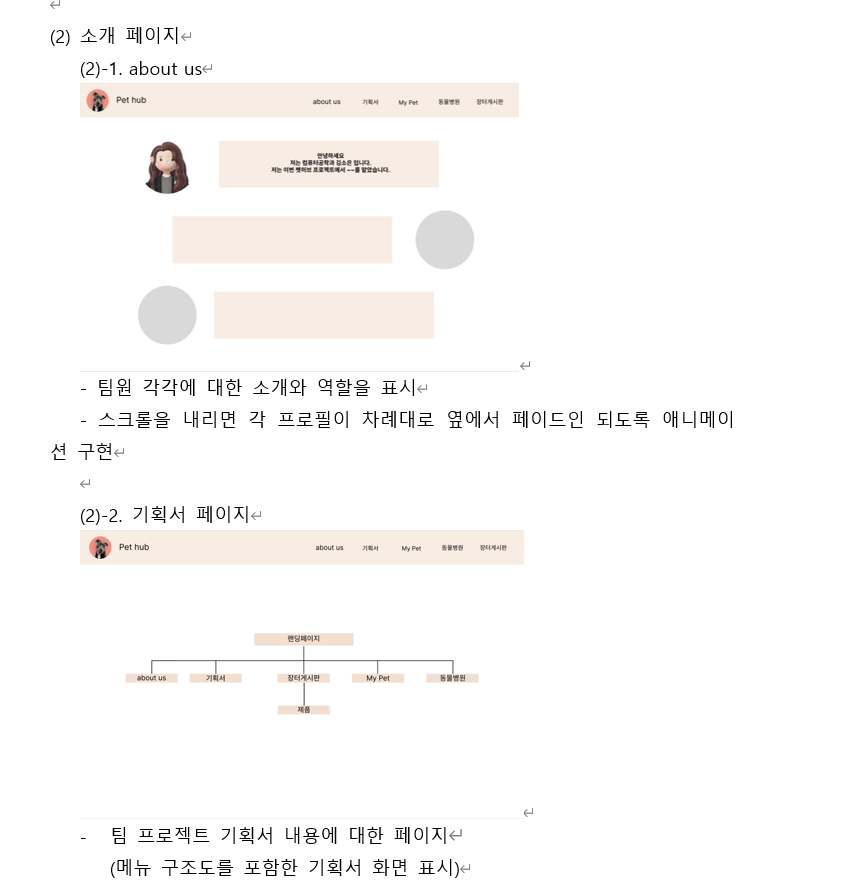 (2) 소개 페이지
(2)-1. about us
Pet hub about us 기획서 My Pet 동물병원 장터게시판
안녕하세요
저는 컴퓨터공학과 김소은 입니다.
저는 이번 펫허브 프로젝트에서 ~~를 맡았습니다.
- 팀원 각각에 대한 소개와 역할을 표시
- 스크롤을 내리면 각 프로필이 차례대로 옆에서 페이드인 되도록 애니메이
션 구현
(2)-2. 기획서 페이지
Pet hub about us 기획서 My Pet 동물병원 장터게시판
랜딩페이지
about us 기획서 장터게시판 My Pet 동물병원
제품
- 팀 프로젝트 기획서 내용에 대한 페이지
(메뉴 구조도를 포함한 기획서 화면 표시)